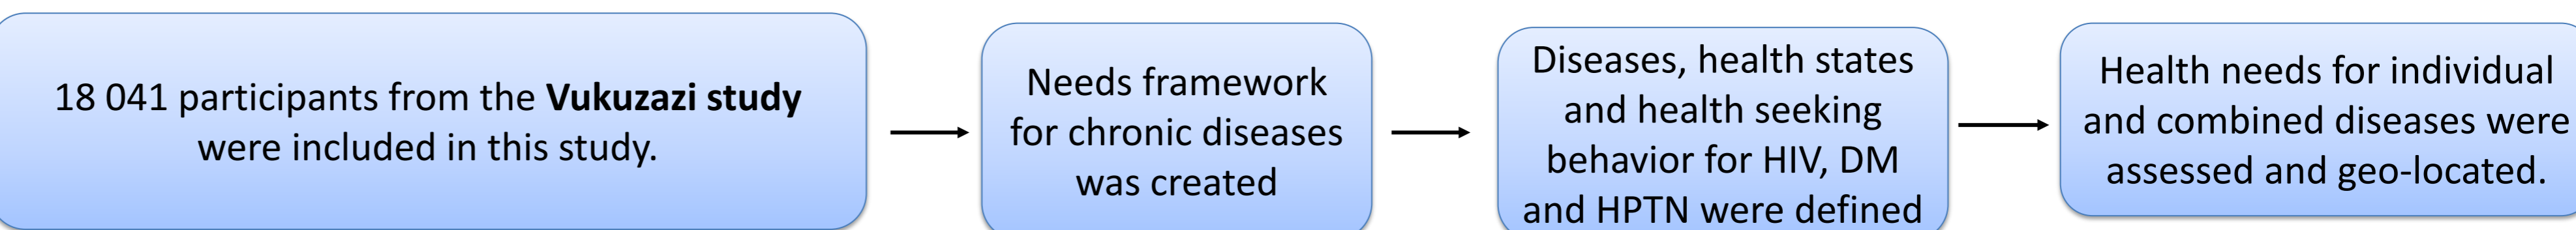 18 041 participants from the Vukuzazi study
were included in this study.
Needs framework
for chronic diseases
was created
Diseases, health states
and health seeking
behavior for HIV, DM
and HPTN were defined
Health needs for individual
and combined diseases were
assessed and geo-located.